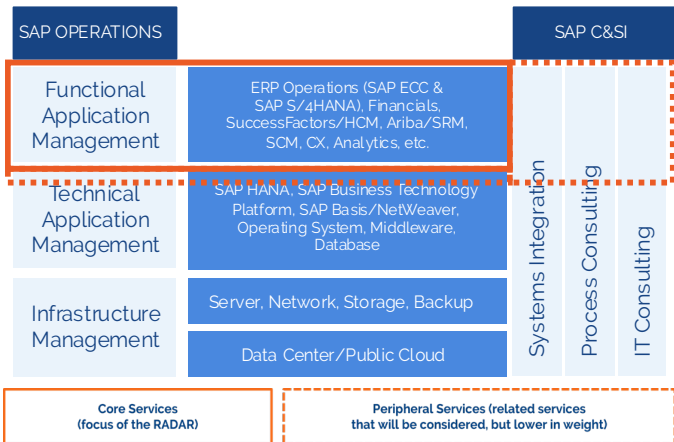 SAP OPERATIONS
SAP C&SI
Functional
Application
Management
ERP Operations (SAP ECC &
SAP S/4HANA), Financials,
SuccessFactors/HCM, Ariba/SRM,
SCM, CX, Analytics, etc.
Technical
Application
Management
SAP HANA, SAP Business Technology
Platform, SAP Basis/NetWeaver,
Operating System, Middleware,
Database
Infrastructure
Management
Server, Network, Storage, Backup
Data Center/Public Cloud
Systems Integration
Process Consulting
IT Consulting
Core Services
(focus of the RADAR)
Peripheral Services (related services
that will be considered, but lower in weight)